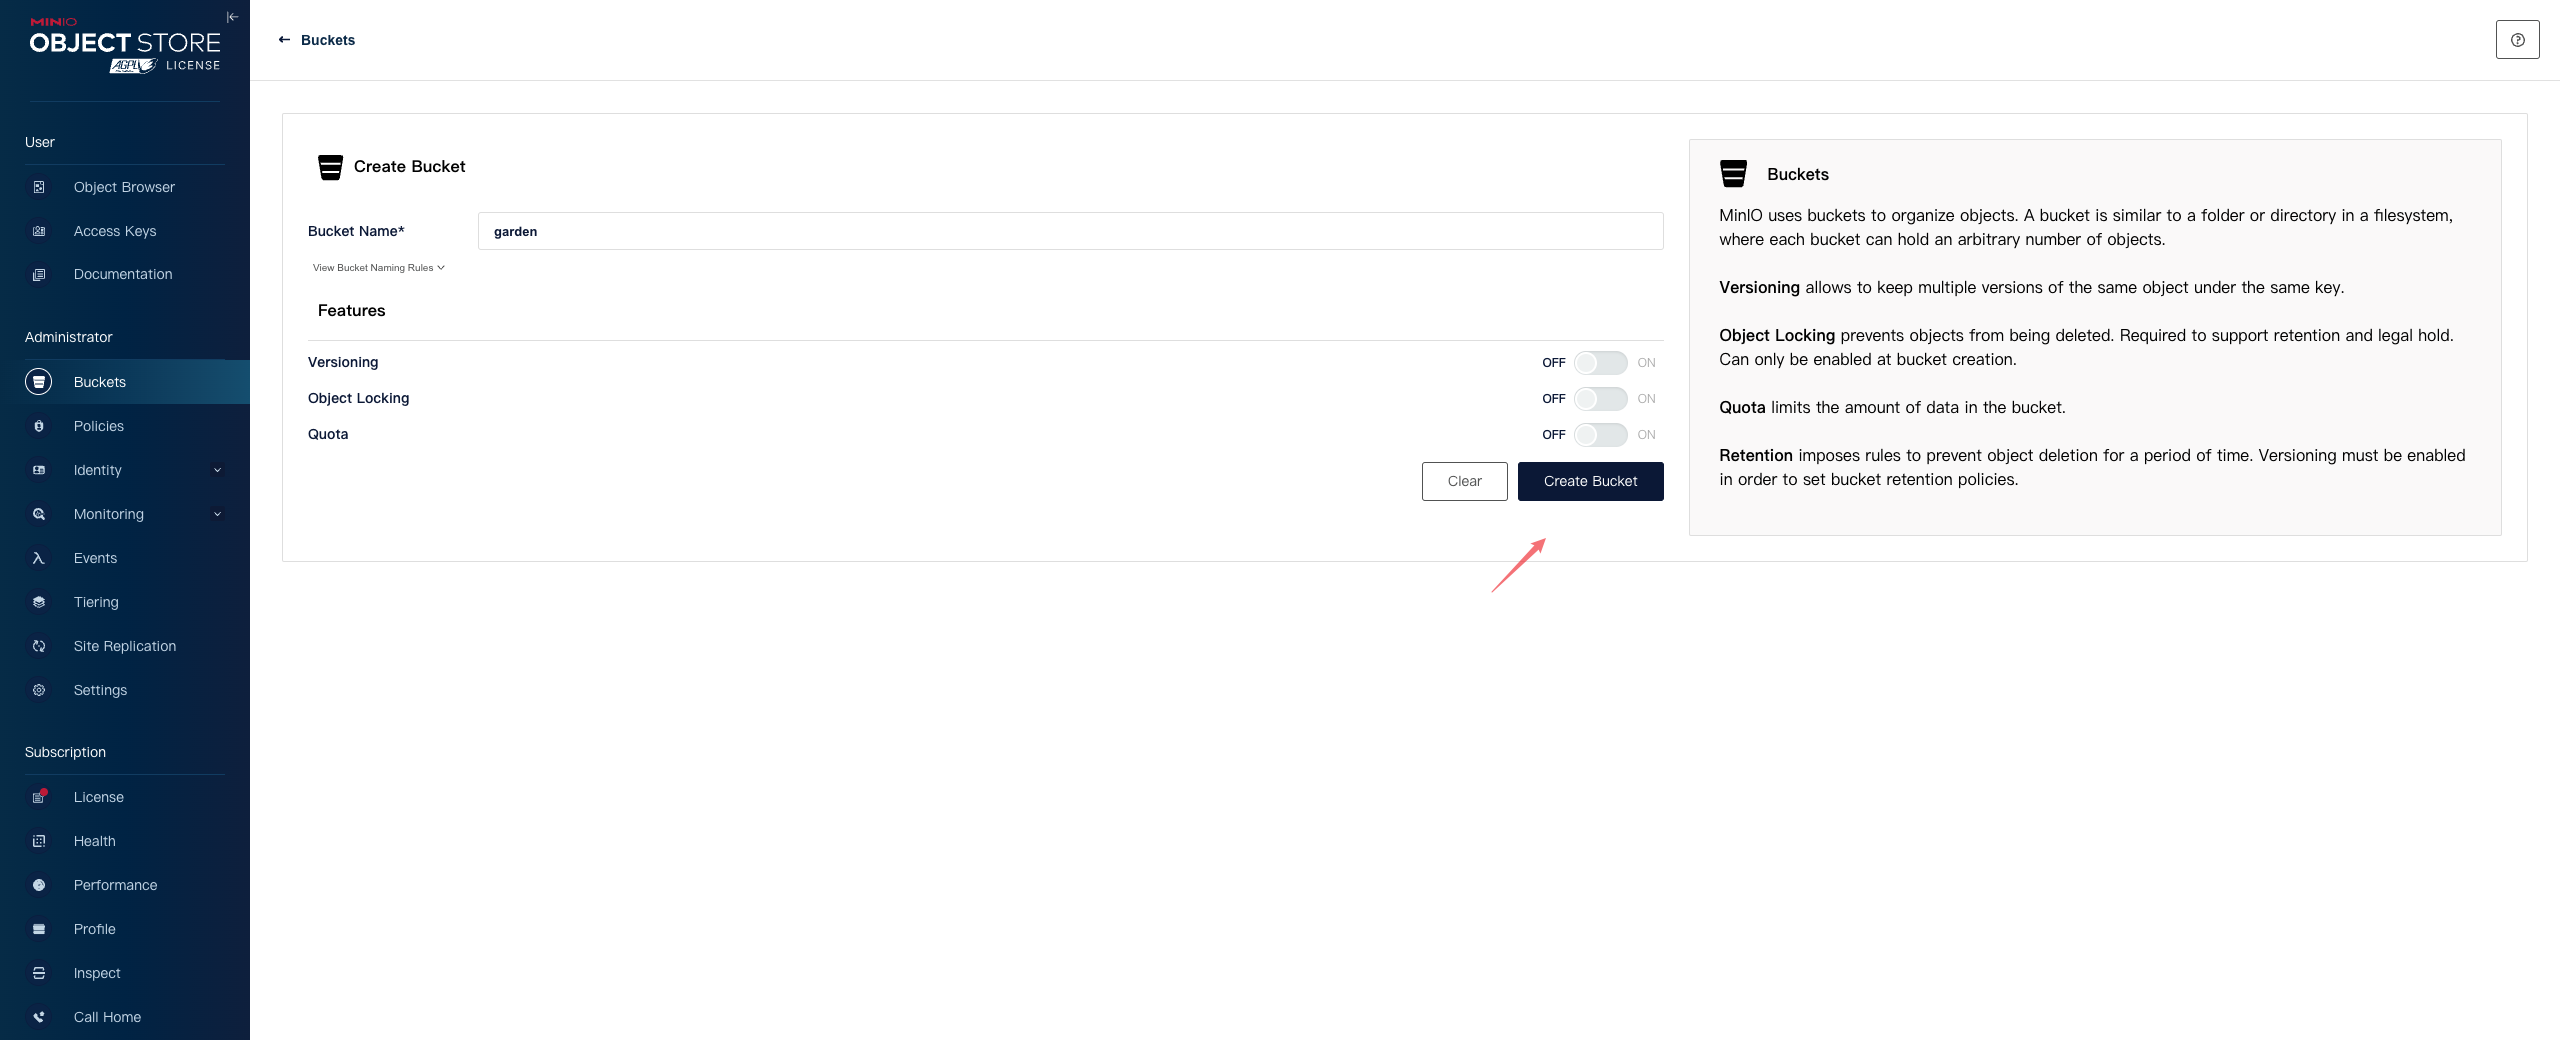 MINIO
OBJECT STORE
AGPL LICENSE
User
Object Browser
Access Keys
Documentation
Administrator
Buckets
Policies
Identity
Monitoring
Events
Tiering
Site Replication
Settings
Subscription
License
Health
Performance
Profile
Inspect
Call Home
Buckets
Create Bucket
Bucket Name*
garden
View Bucket Naming Rules
Features
Versioning OFF ON
Object Locking OFF ON
Quota OFF ON
Clear Create Bucket
Buckets
MinIO uses buckets to organize objects. A bucket is similar to a folder or directory in a filesystem,
where each bucket can hold an arbitrary number of objects.
Versioning allows to keep multiple versions of the same object under the same key.
Object Locking prevents objects from being deleted. Required to support retention and legal hold.
Can only be enabled at bucket creation.
Quota limits the amount of data in the bucket.
Retention imposes rules to prevent object deletion for a period of time. Versioning must be enabled
in order to set bucket retention policies.